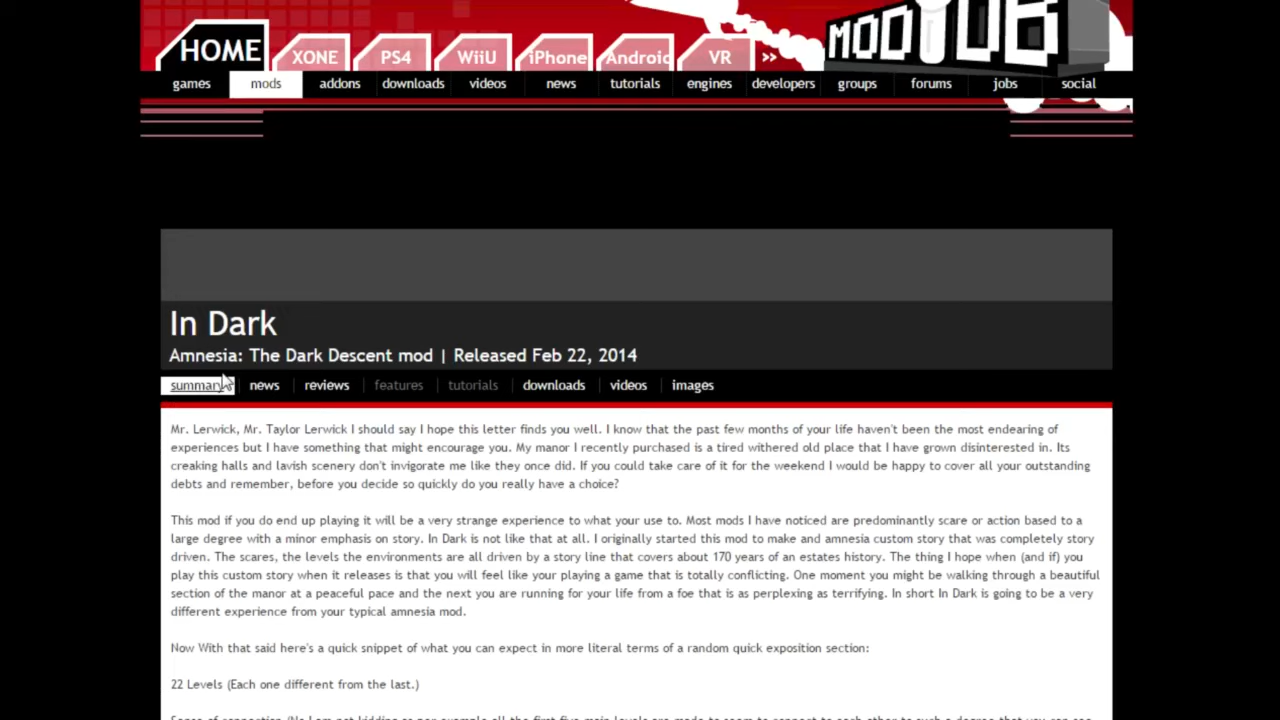 MOD DB
HOME XONE PS4 WiiU iPhone Android VR »
games mods addons downloads videos news tutorials engines developers groups forums jobs social
In Dark
Amnesia: The Dark Descent mod | Released Feb 22, 2014
summary news reviews features tutorials downloads videos images
Mr. Lerwick, Mr. Taylor Lerwick I should say I hope this letter finds you well. I know that the past few months of your life haven't been the most endearing of
experiences but I have something that might encourage you. My manor I recently purchased is a tired withered old place that I have grown disinterested in. Its
creaking halls and lavish scenery don't invigorate me like they once did. If you could take care of it for the weekend I would be happy to cover all your outstanding
debts and remember, before you decide so quickly do you really have a choice?
This mod if you do end up playing it will be a very strange experience to what your use to. Most mods I have noticed are predominantly scare or action based to a
large degree with a minor emphasis on story. In Dark is not like that at all. I originally started this mod to make and amnesia custom story that was completely story
driven. The scares, the levels the environments are all driven by a story line that covers about 170 years of an estates history. The thing I hope when (and if) you
play this custom story when it releases is that you will feel like your playing a game that is totally conflicting. One moment you might be walking through a beautiful
section of the manor at a peaceful pace and the next you are running for your life from a foe that is as perplexing as terrifying. In short In Dark is going to be a very
different experience from your typical amnesia mod.
Now With that said here's a quick snippet of what you can expect in more literal terms of a random quick exposition section:
22 Levels (Each one different from the last.)